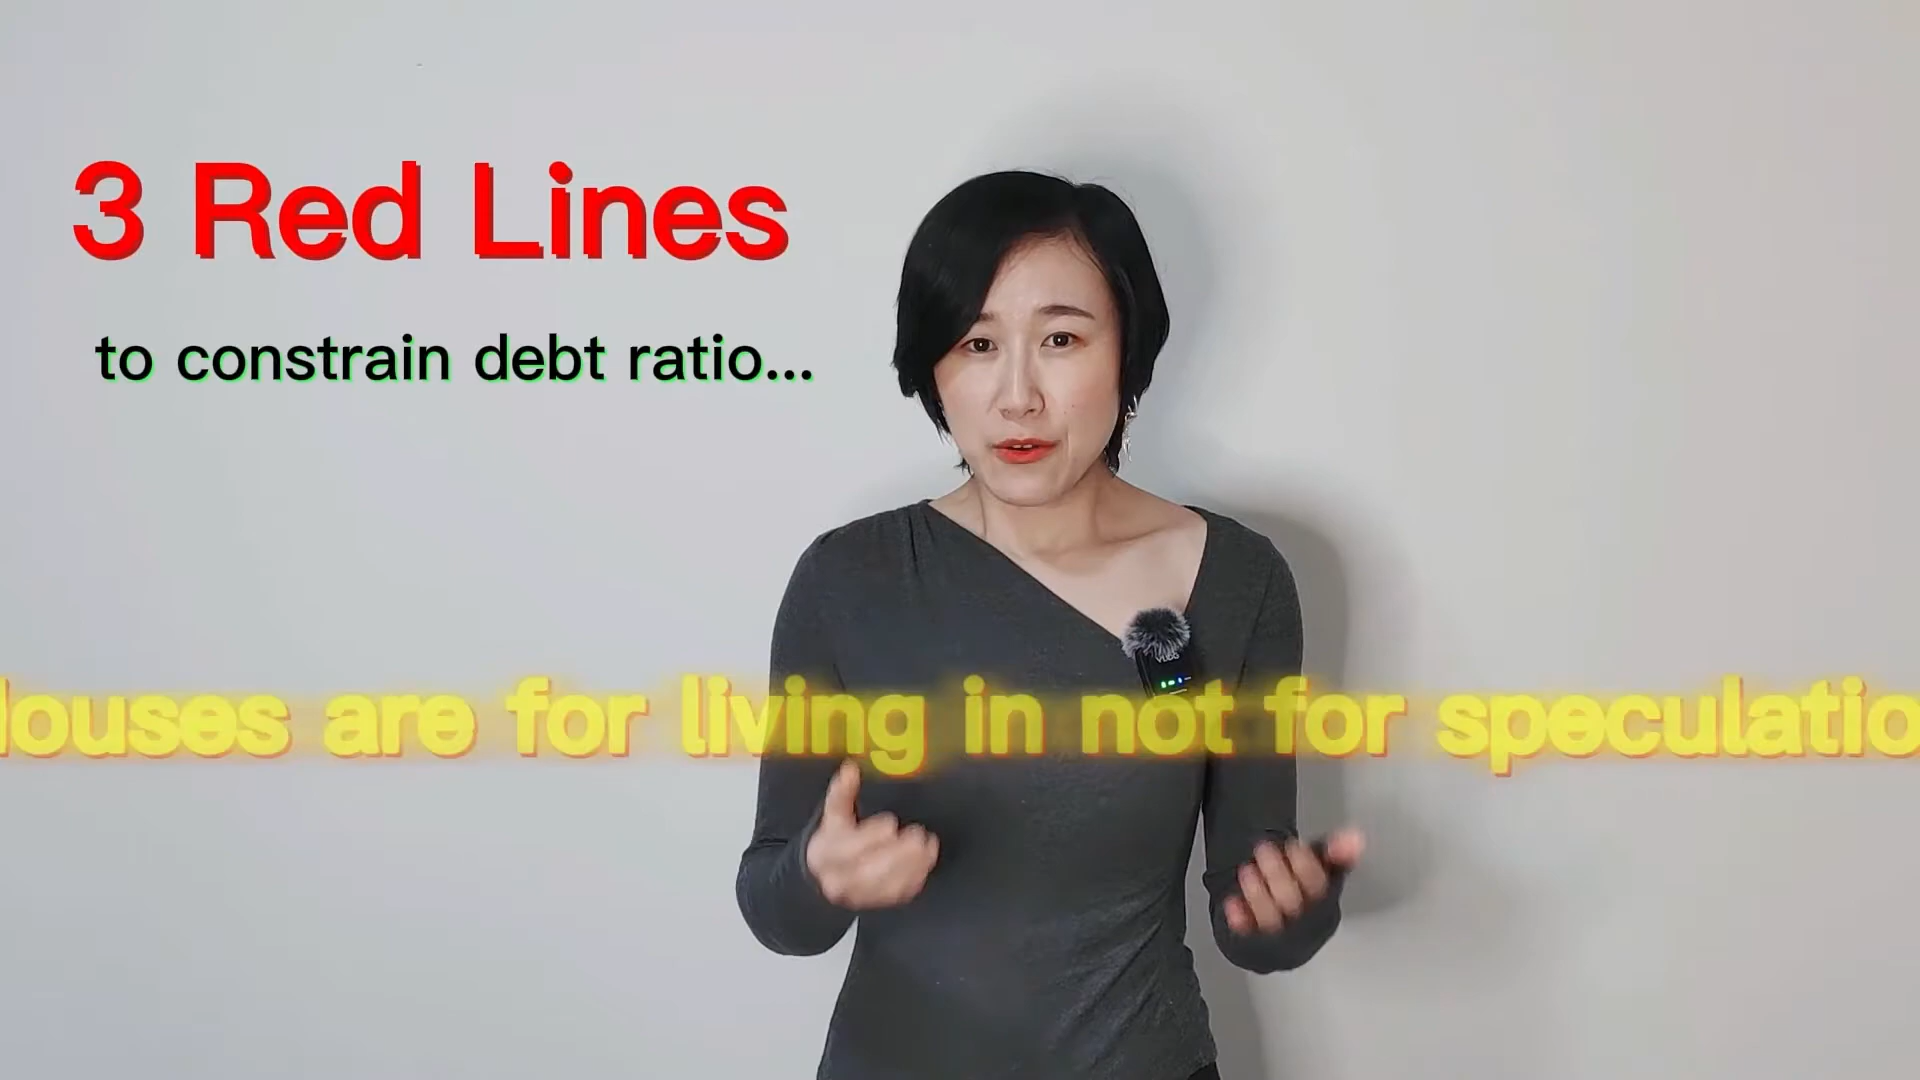 3 Red Lines
to constrain debt ratio...
ouses are for living in not for speculatio